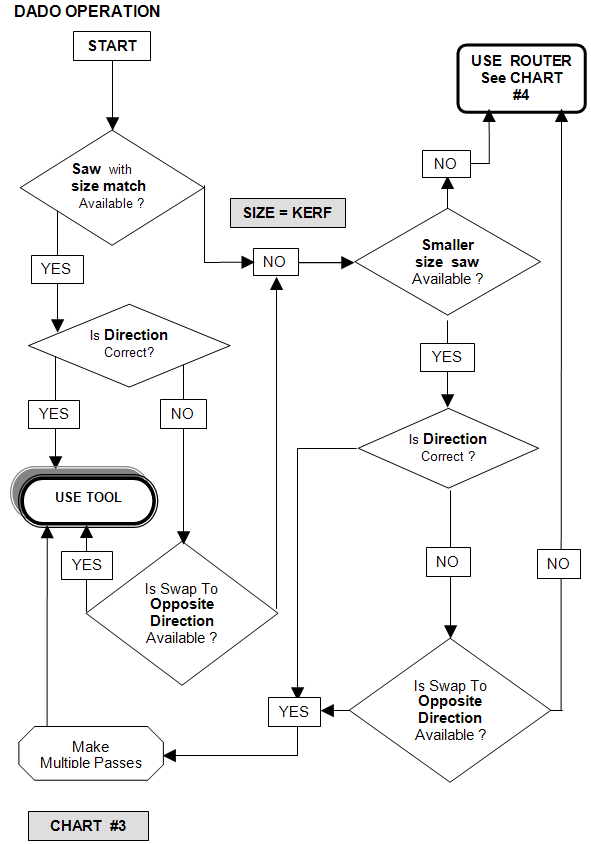 DADO OPERATION
START
USE ROUTER
See CHART
#4
Saw with
size match
Available ?
NO
SIZE = KERF
Smaller
size saw
Available ?
YES
NO
Is Direction
Correct?
YES
YES
NO
Is Direction
Correct ?
USE TOOL
YES
Is Swap To
Opposite
Direction
Available ?
NO
NO
Is Swap To
Opposite
Direction
Available ?
YES
Make
Multiple Passes
CHART #3